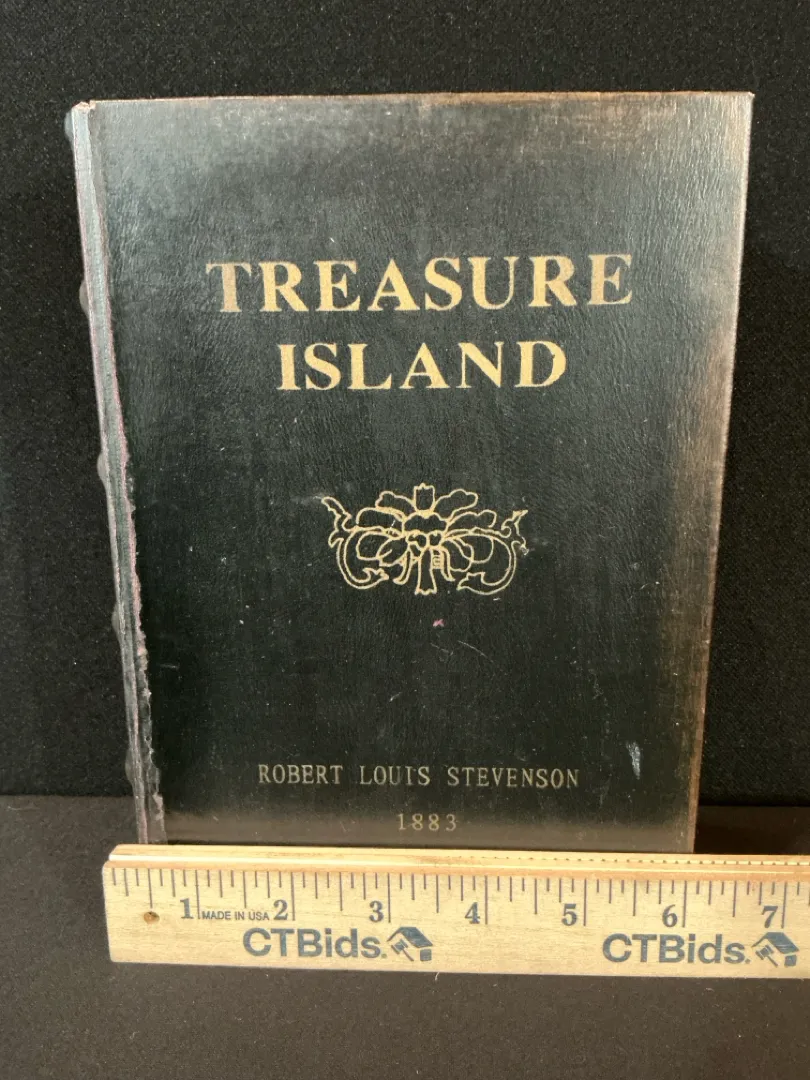 TREASURE
ISLAND
ROBERT LOUIS STEVENSON
1883
1 MADE IN USA 2 3 4 5 6 7
CTBids. CTBids.